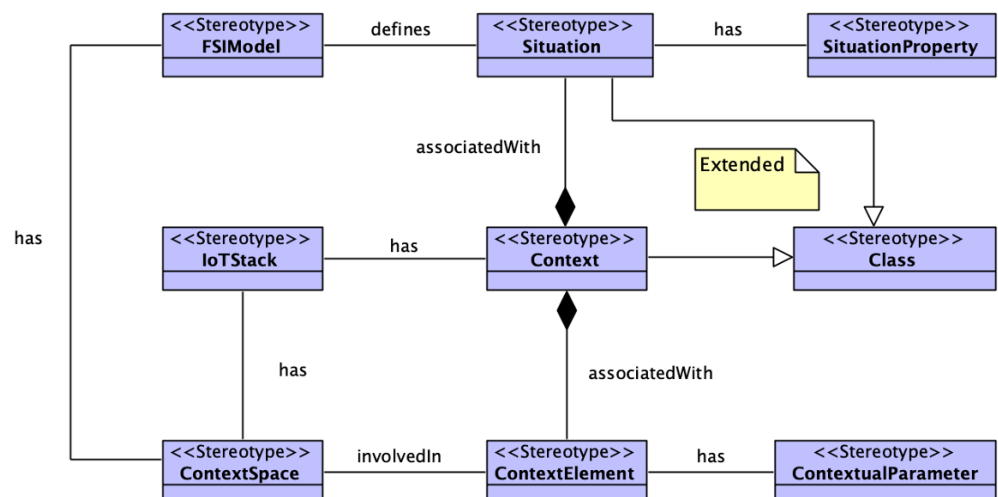 <<Stereotype>>
FSIModel
defines
<<Stereotype>>
Situation
has
<<Stereotype>>
SituationProperty
associatedWith
Extended
has
<<Stereotype>>
IoTStack
has
<<Stereotype>>
Context
<<Stereotype>>
Class
has
associatedWith
<<Stereotype>>
ContextSpace
involvedIn
<<Stereotype>>
ContextElement
has
<<Stereotype>>
ContextualParameter